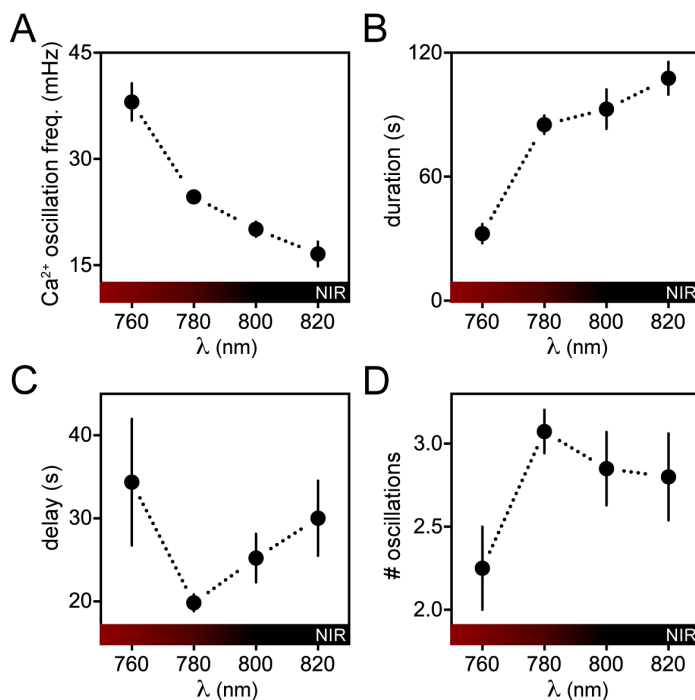 A
Ca²⁺ oscillation freq. (mHz)
45
30
15
NIR
760 780 800 820
λ (nm)
B
duration (s)
120
60
0
NIR
760 780 800 820
λ (nm)
C
delay (s)
40
30
20
NIR
760 780 800 820
λ (nm)
D
# oscillations
3.0
2.5
2.0
NIR
760 780 800 820
λ (nm)